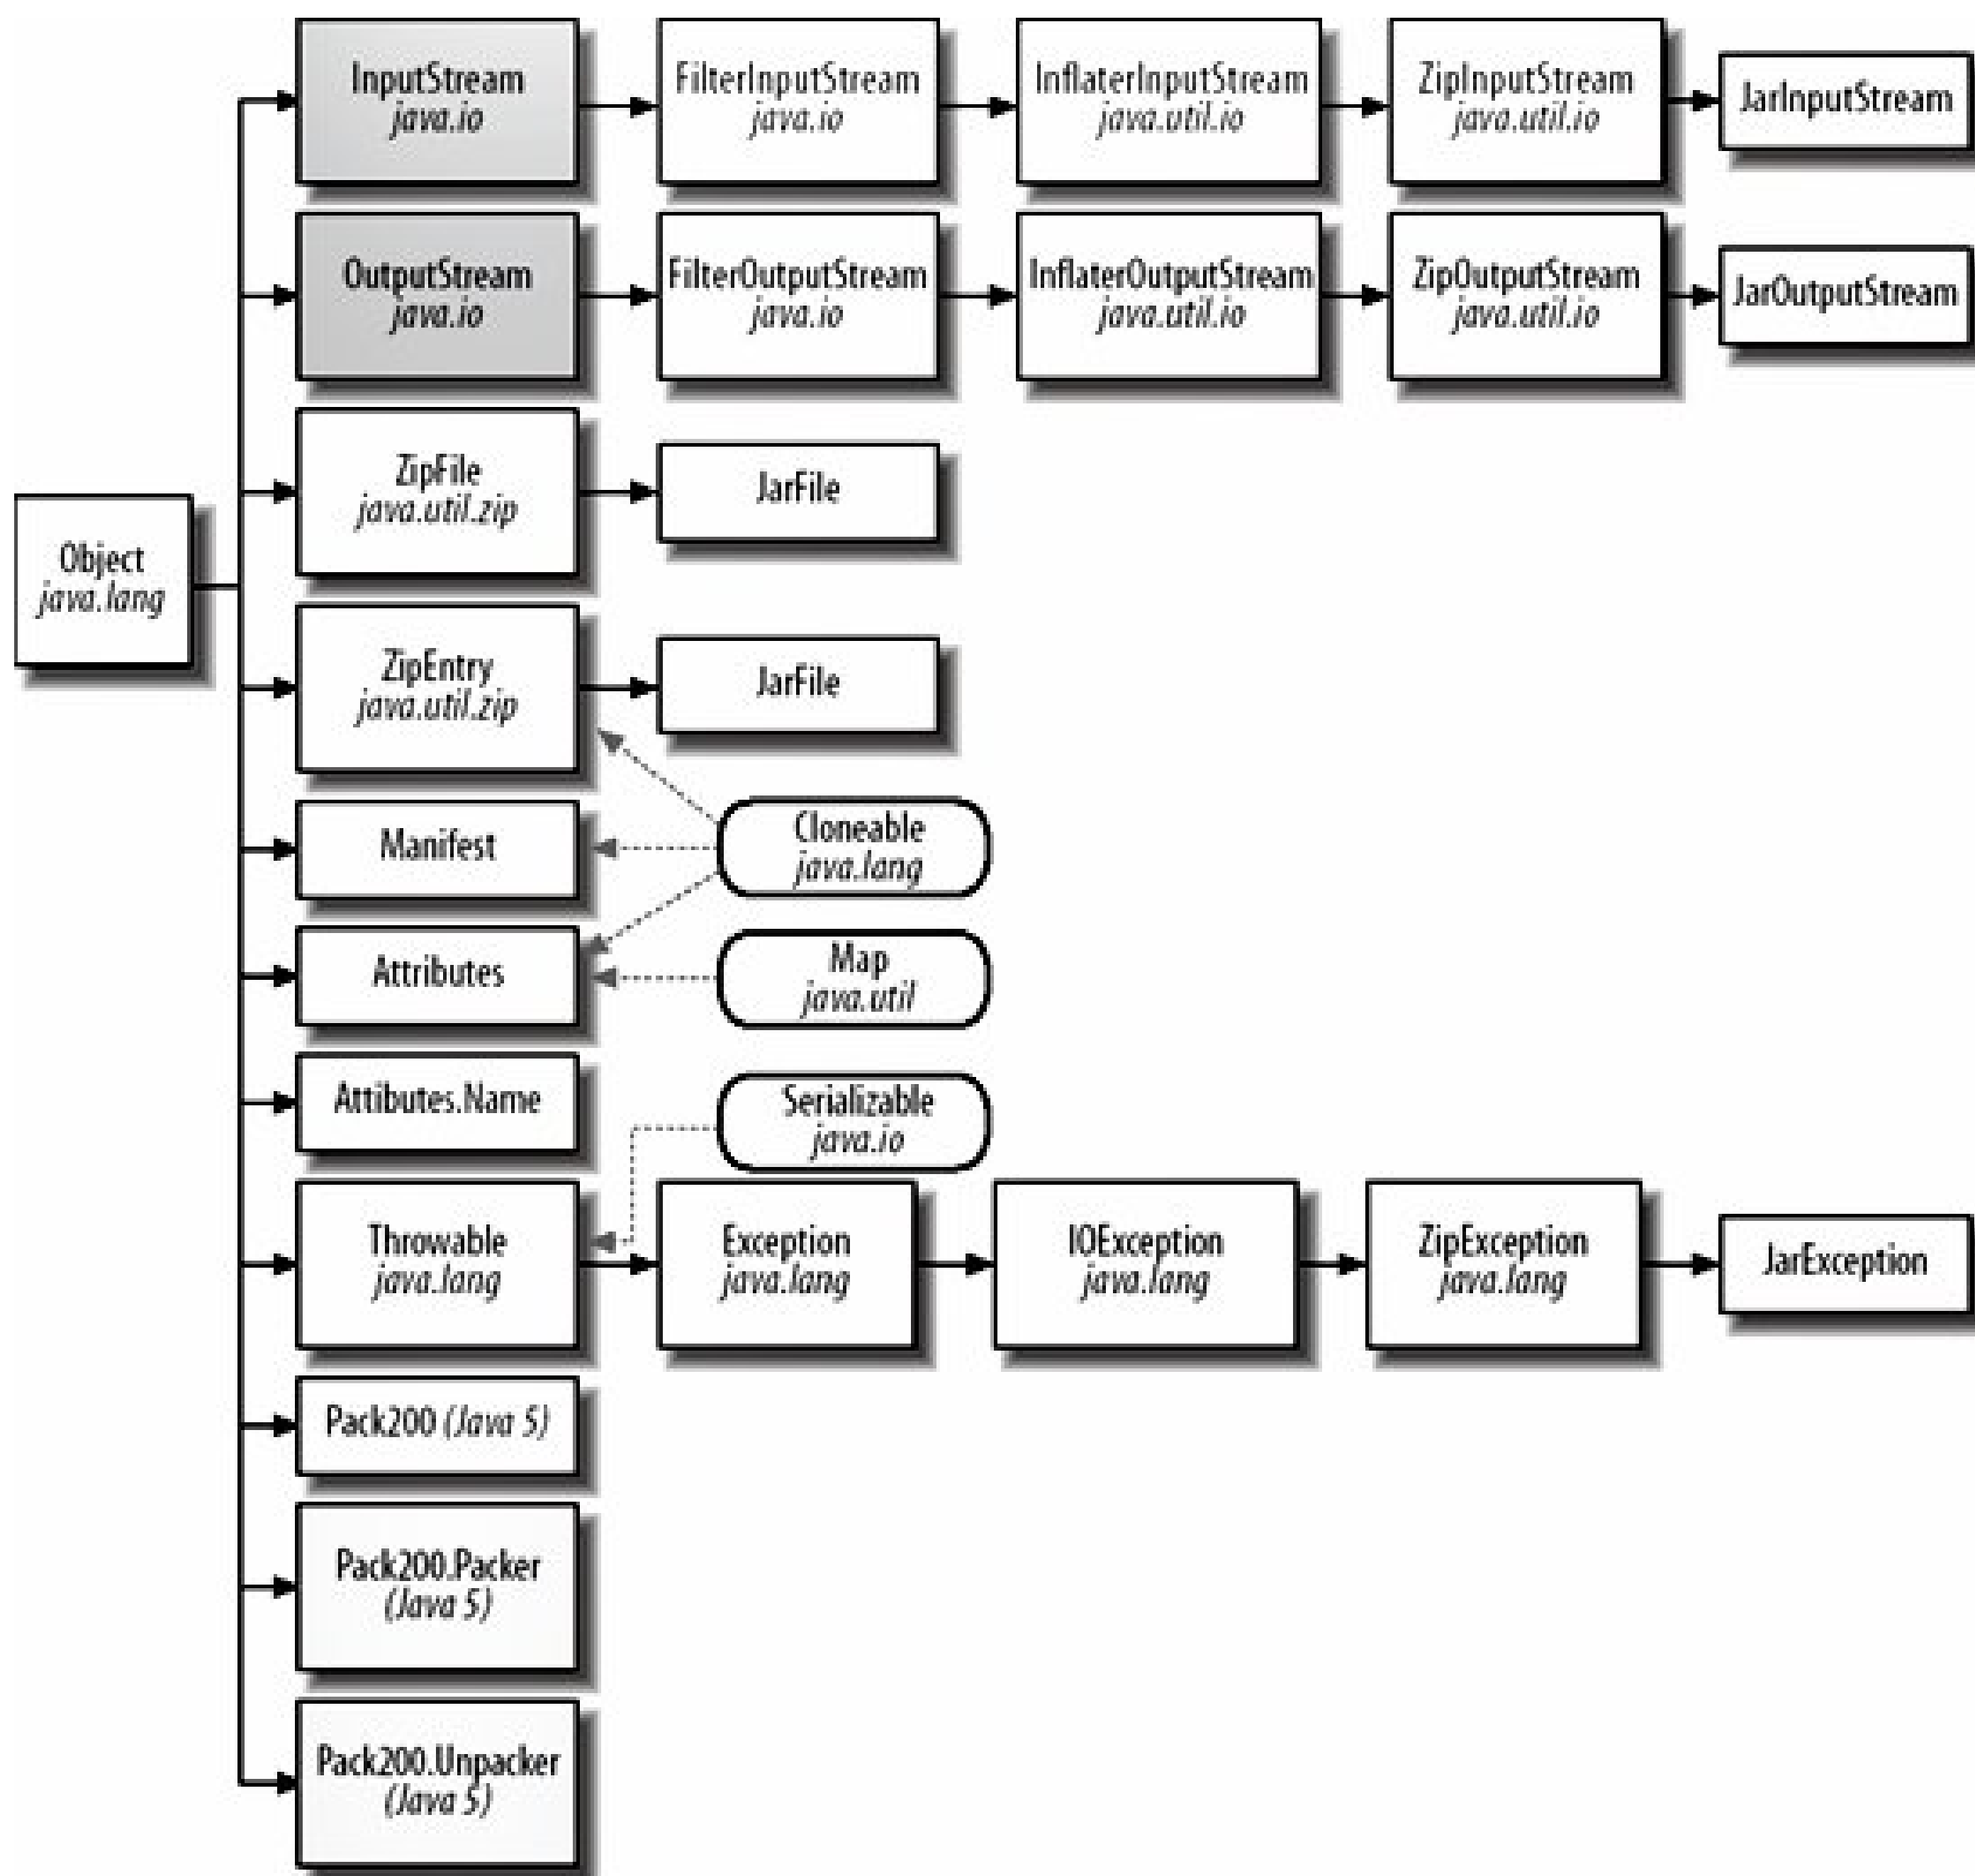 InputStream
java.io
FilterInputStream
java.io
InflaterInputStream
java.util.io
ZipInputStream
java.util.io
JarInputStream
OutputStream
java.io
FilterOutputStream
java.io
InflaterOutputStream
java.util.io
ZipOutputStream
java.util.io
JarOutputStream
ZipFile
java.util.zip
JarFile
Object
java.lang
ZipEntry
java.util.zip
JarFile
Manifest
Cloneable
java.lang
Attributes
Map
java.util
Attibutes.Name
Serializable
java.io
Throwable
java.lang
Exception
java.lang
IOException
java.lang
ZipException
java.lang
JarException
Pack200 (Java 5)
Pack200.Packer
(Java 5)
Pack200.Unpacker
(Java 5)